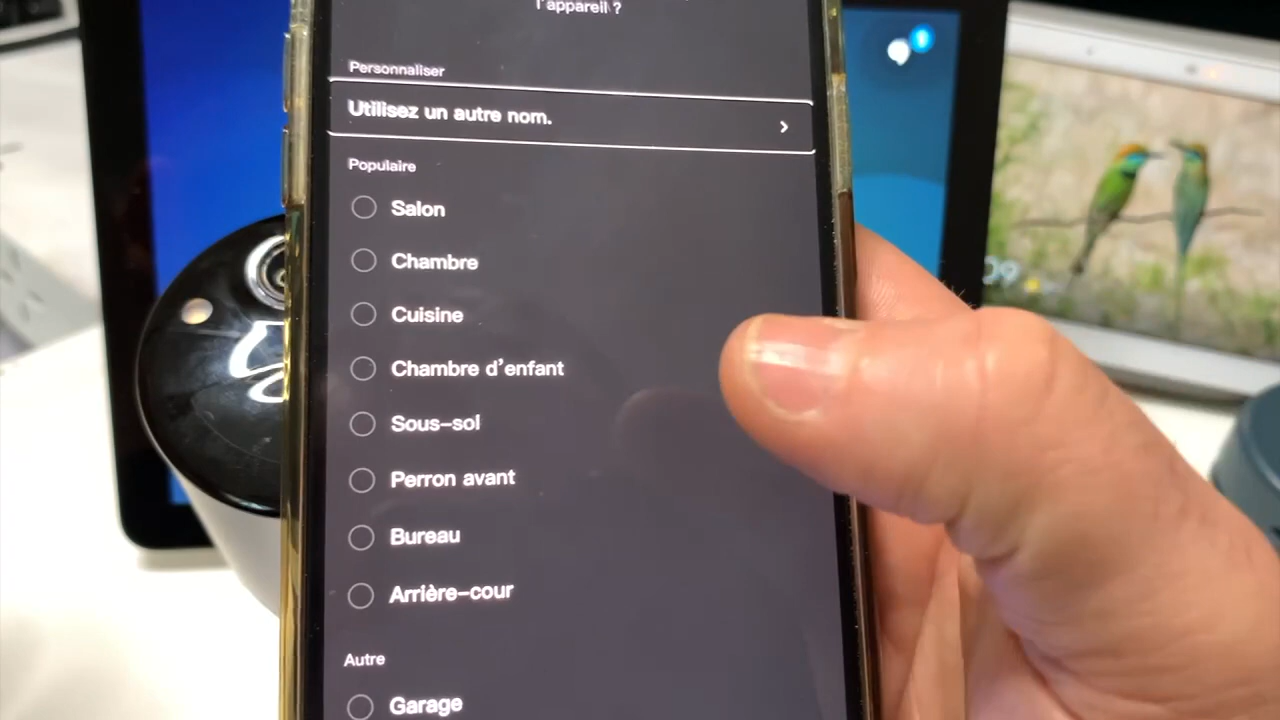 l'appareil ?
Personnaliser
Utilisez un autre nom.
Populaire
Salon
Chambre
Cuisine
Chambre d'enfant
Sous-sol
Perron avant
Bureau
Arrière-cour
Autre
Garage